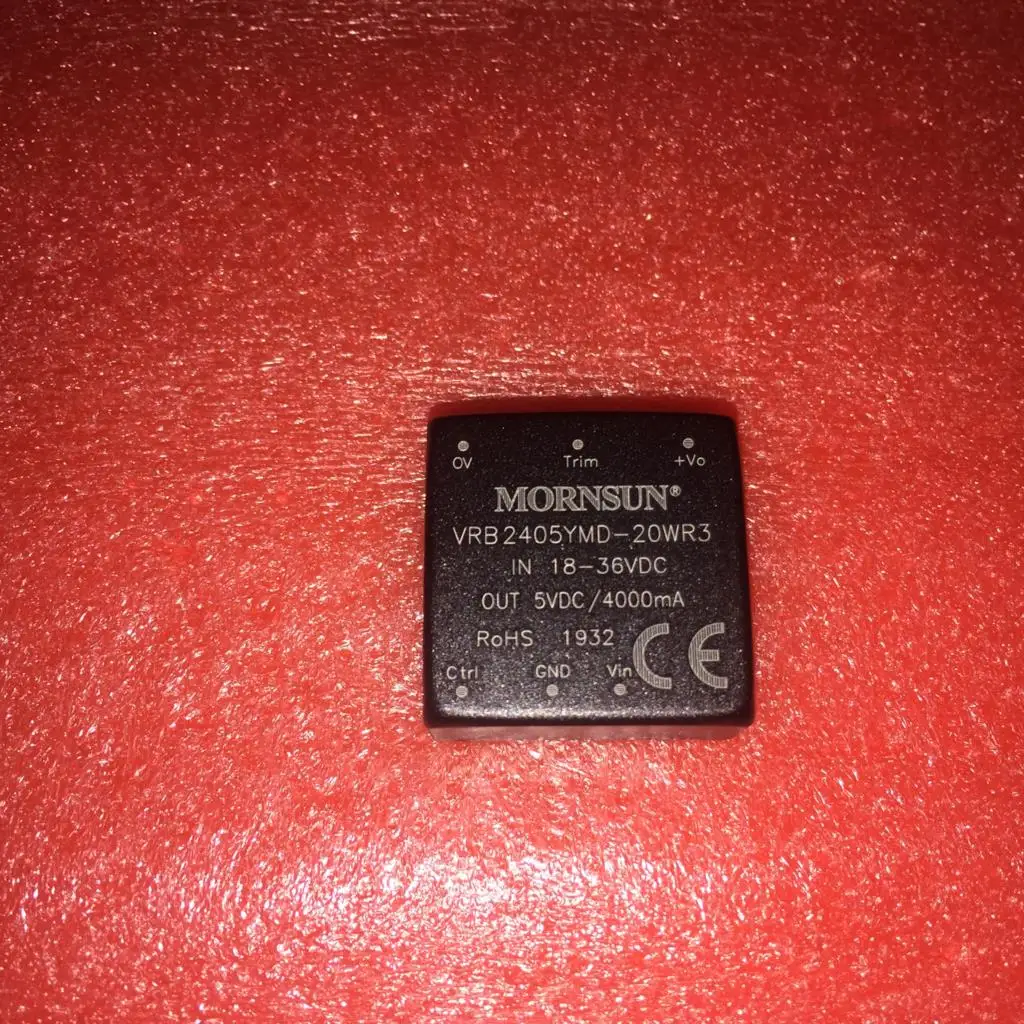 0V Trim +Vo
MORNSUN®
VRB2405YMD-20WR3
IN 18-36VDC
OUT 5VDC/4000mA
RoHS 1932 CE
Ctrl GND Vin